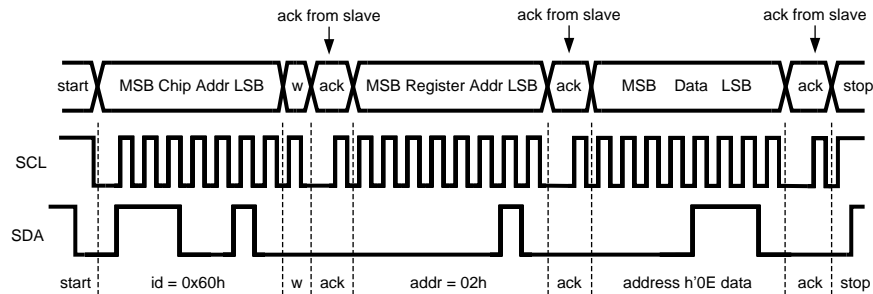 ack from slave ack from slave ack from slave
start MSB Chip Addr LSB w ack MSB Register Addr LSB ack MSB Data LSB ack stop
SCL
SDA
start id = 0x60h w ack addr = 02h ack address h'0E data ack stop